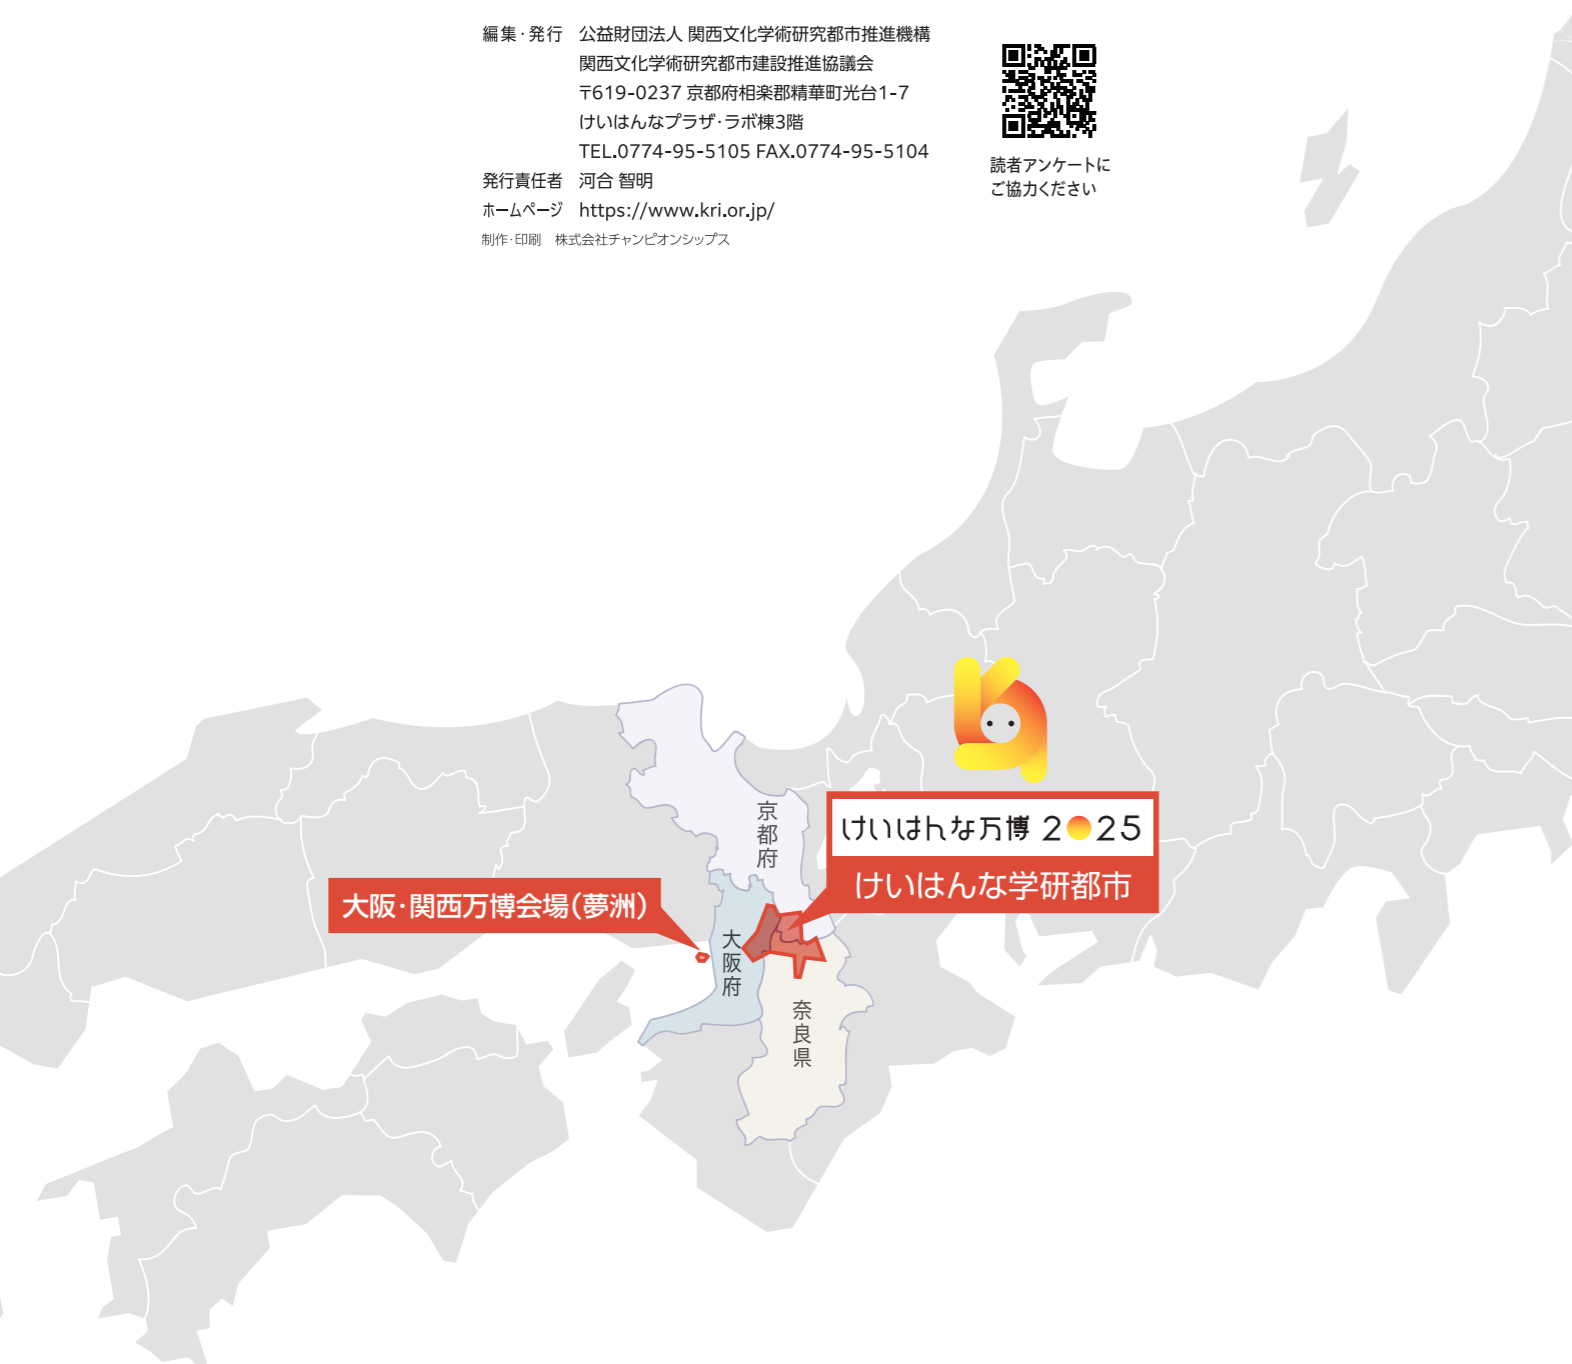 編集・発行 公益財団法人 関西文化学術研究都市推進機構
関西文化学術研究都市建設推進協議会
〒619-0237 京都府相楽郡精華町光台1-7
けいはんなプラザ・ラボ棟3階
TEL.0774-95-5105 FAX.0774-95-5104
発行責任者 河合 智明
ホームページ https://www.kri.or.jp/
制作・印刷 株式会社チャンピオンシップス
読者アンケートに
ご協力ください
京都府
けいはんな万博 2025
けいはんな学研都市
大阪・関西万博会場(夢洲)
大阪府
奈良県